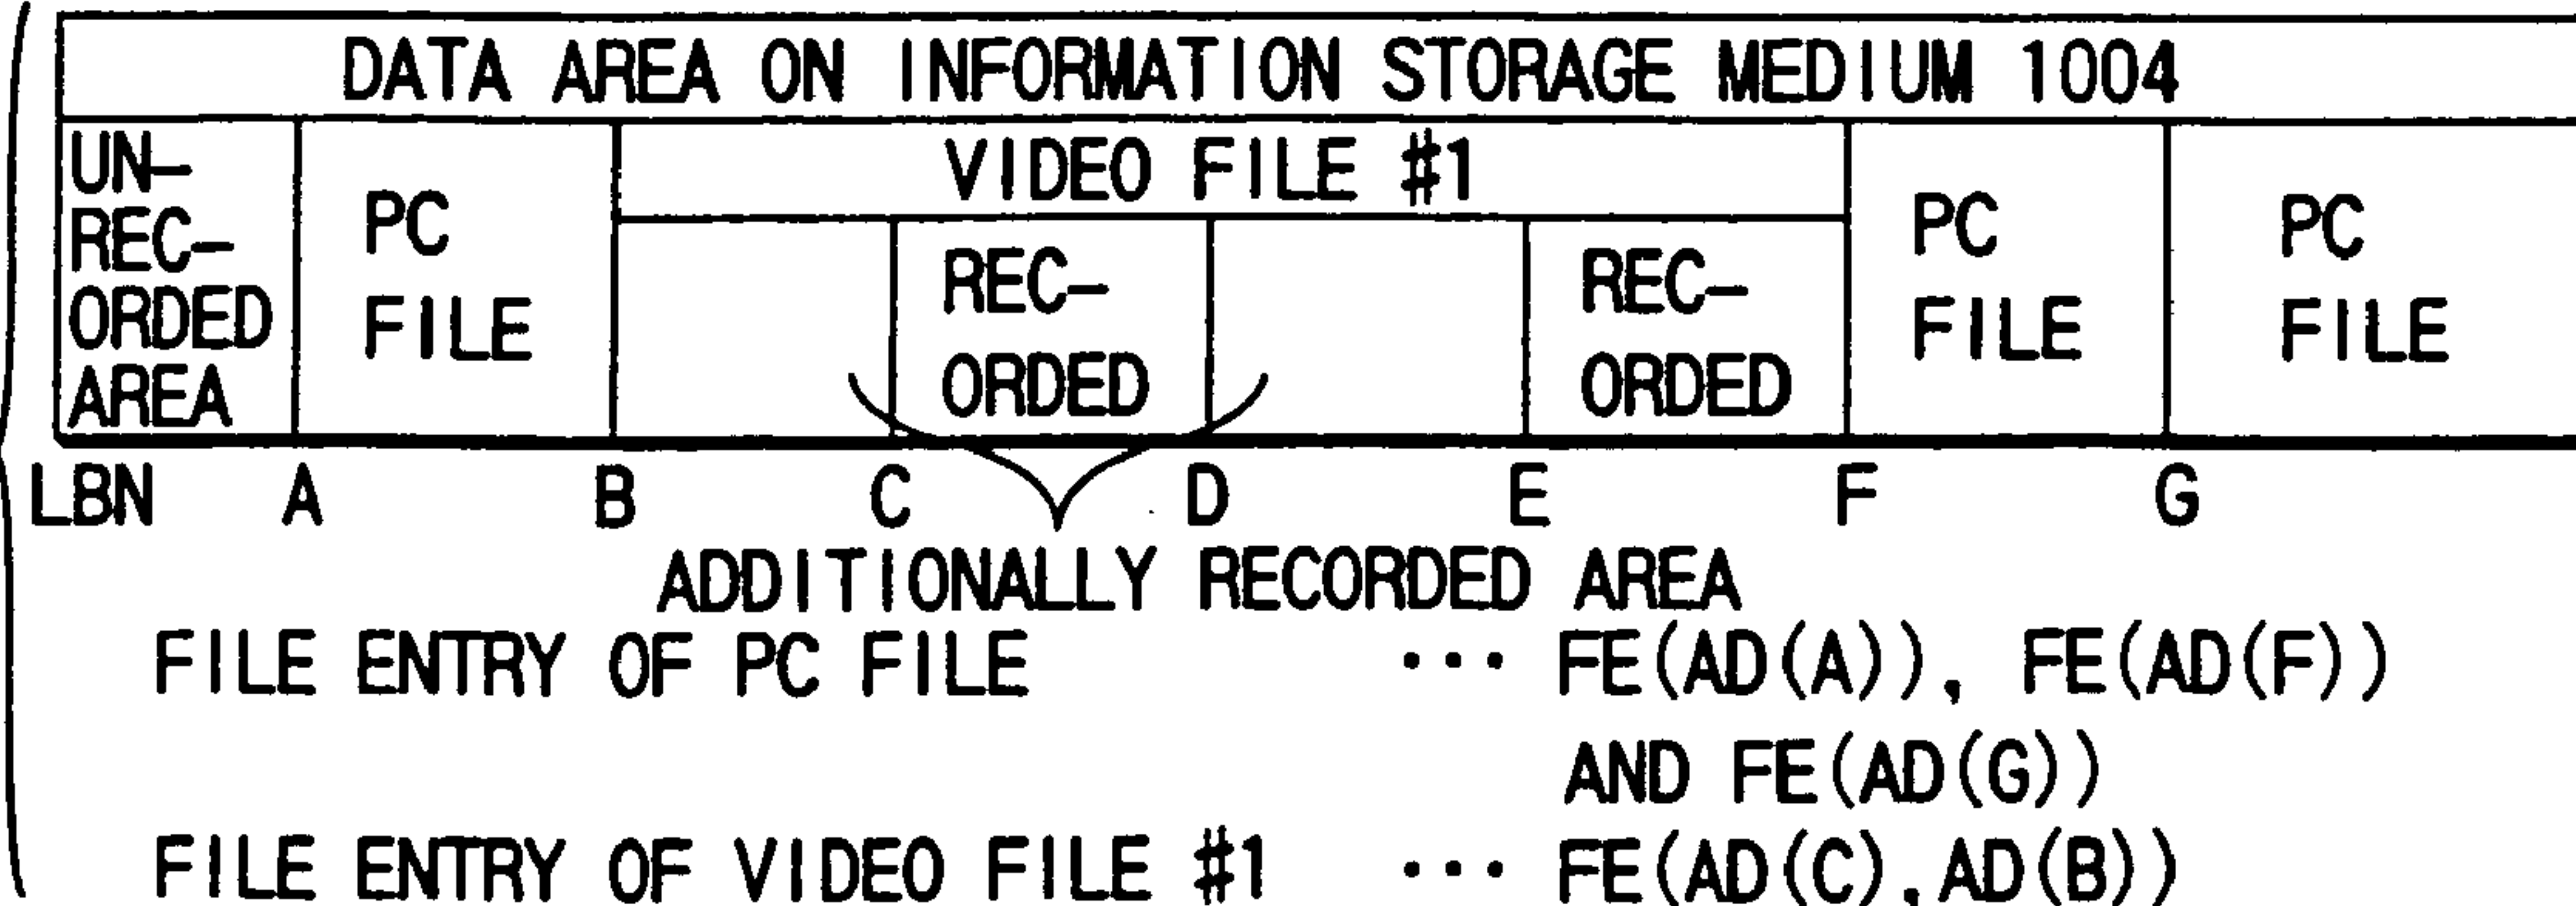 DATA AREA ON INFORMATION STORAGE MEDIUM 1004
UN-
REC-
ORDED
AREA
PC
FILE
VIDEO FILE #1
REC-
ORDED
REC-
ORDED
PC
FILE
PC
FILE
LBN A B C D E F G
ADDITIONALLY RECORDED AREA
FILE ENTRY OF PC FILE ··· FE(AD(A)), FE(AD(F))
AND FE(AD(G))
FILE ENTRY OF VIDEO FILE #1 ··· FE(AD(C),AD(B))